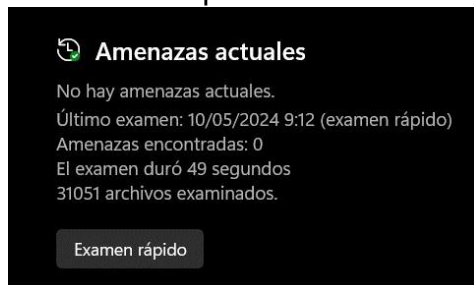 Amenazas actuales
No hay amenazas actuales.
Último examen: 10/05/2024 9:12 (examen rápido)
Amenazas encontradas: 0
El examen duró 49 segundos
31051 archivos examinados.
Examen rápido